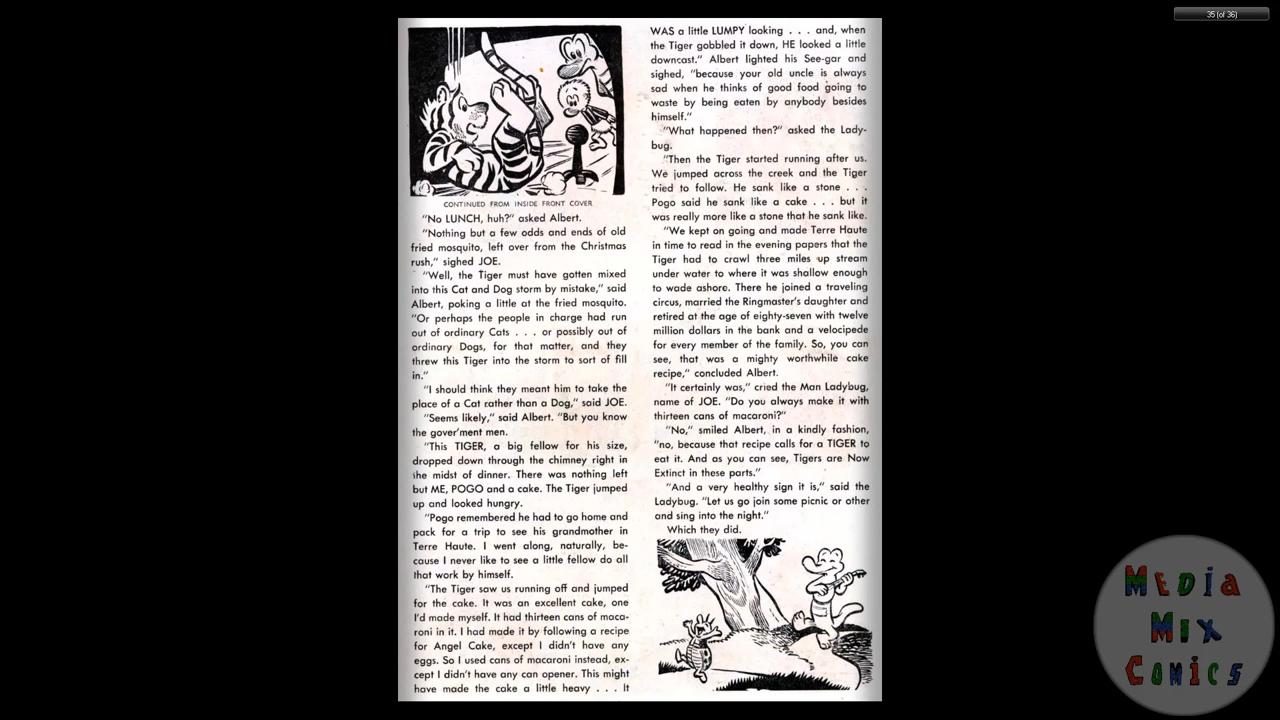 35 (of 36)
CONTINUED FROM INSIDE FRONT COVER
"No LUNCH, huh?" asked Albert.
"Nothing but a few odds and ends of old
fried mosquito, left over from the Christmas
rush," sighed JOE.
"Well, the Tiger must have gotten mixed
into this Cat and Dog storm by mistake," said
Albert, poking a little at the fried mosquito.
"Or perhaps the people in charge had run
out of ordinary Cats . . . or possibly out of
ordinary Dogs, for that matter, and they
threw this Tiger into the storm to sort of fill
in."
"I should think they meant him to take the
place of a Cat rather than a Dog," said JOE.
"Seems likely," said Albert. "But you know
the gover'ment men.
"This TIGER, a big fellow for his size,
dropped down through the chimney right in
the midst of dinner. There was nothing left
but ME, POGO and a cake. The Tiger jumped
up and looked hungry.
"Pogo remembered he had to go home and
pack for a trip to see his grandmother in
Terre Haute. I went along, naturally, be-
cause I never like to see a little fellow do all
that work by himself.
"The Tiger saw us running off and jumped
for the cake. It was an excellent cake, one
I'd made myself. It had thirteen cans of maca-
roni in it. I had made it by following a recipe
for Angel Cake, except I didn't have any
eggs. So I used cans of macaroni instead, ex-
cept I didn't have any can opener. This might
have made the cake a little heavy . . . It
WAS a little LUMPY looking . . . and, when
the Tiger gobbled it down, HE looked a little
downcast." Albert lighted his See-gar and
sighed, "because your old uncle is always
sad when he thinks of good food going to
waste by being eaten by anybody besides
himself."
"What happened then?" asked the Lady-
bug.
"Then the Tiger started running after us.
We jumped across the creek and the Tiger
tried to follow. He sank like a stone . . .
Pogo said he sank like a cake . . . but it
was really more like a stone that he sank like.
"We kept on going and made Terre Haute
in time to read in the evening papers that the
Tiger had to crawl three miles up stream
under water to where it was shallow enough
to wade ashore. There he joined a traveling
circus, married the Ringmaster's daughter and
retired at the age of eighty-seven with twelve
million dollars in the bank and a velocipede
for every member of the family. So, you can
see, that was a mighty worthwhile cake
recipe," concluded Albert.
"It certainly was," cried the Man Ladybug,
name of JOE. "Do you always make it with
thirteen cans of macaroni?"
"No," smiled Albert, in a kindly fashion,
"no, because that recipe calls for a TIGER to
eat it. And as you can see, Tigers are Now
Extinct in these parts."
"And a very healthy sign it is," said the
Ladybug. "Let us go join some picnic or other
and sing into the night."
Which they did.
MEDIA
MIX
COMICS